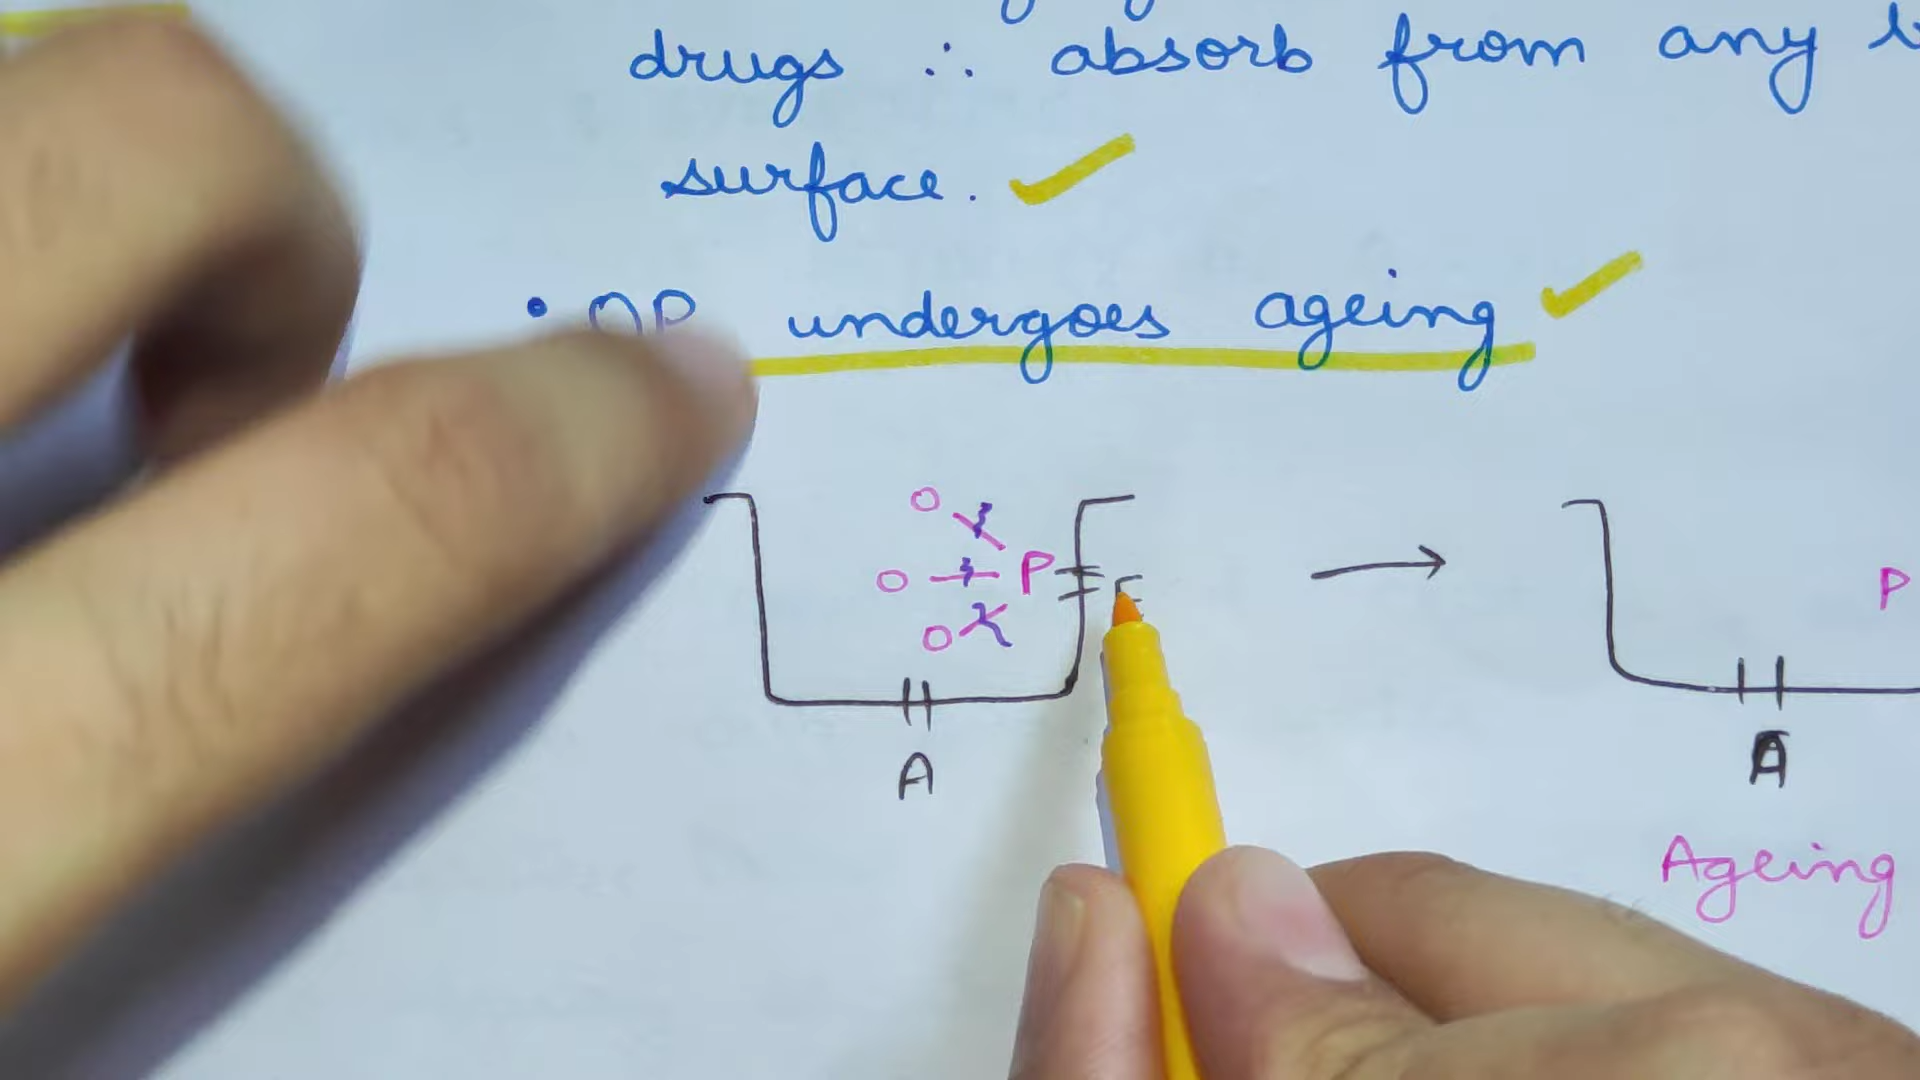 drugs ∴ absorb from any
surface.
• OP undergoes ageing
O
O P E
O
P
A
A
Ageing